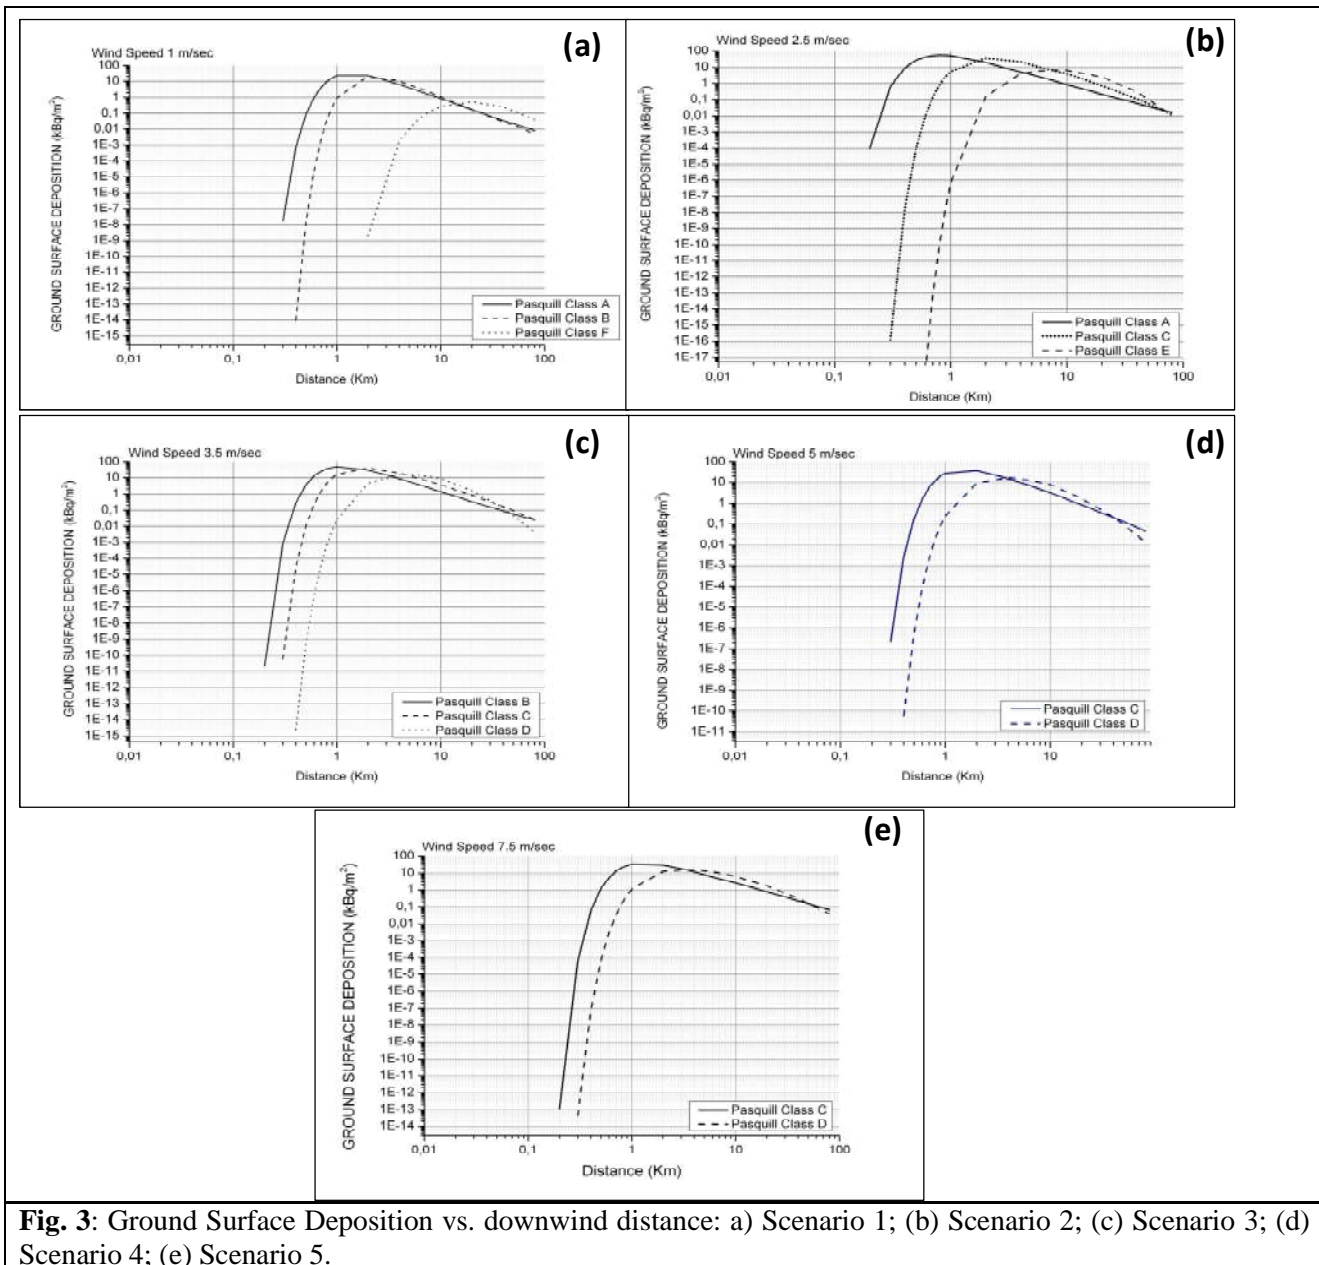 (a)
Wind Speed 1 m/sec
GROUND SURFACE DEPOSITION (kBq/m²)
100
10
1
0,1
0,01
1E-3
1E-4
1E-5
1E-6
1E-7
1E-8
1E-9
1E-10
1E-11
1E-12
1E-13
1E-14
1E-15
Pasquill Class A
Pasquill Class B
Pasquill Class F
0,01 0,1 1 10 100
Distance (Km)
(b)
Wind Speed 2.5 m/sec
GROUND SURFACE DEPOSITION (kBq/m²)
100
10
1
0,1
0,01
1E-3
1E-4
1E-5
1E-6
1E-7
1E-8
1E-9
1E-10
1E-11
1E-12
1E-13
1E-14
1E-15
1E-16
1E-17
Pasquill Class A
Pasquill Class C
Pasquill Class E
0,01 0,1 1 10 100
Distance (Km)
(c)
Wind Speed 3.5 m/sec
GROUND SURFACE DEPOSITION (kBq/m²)
100
10
1
0,1
0,01
1E-3
1E-4
1E-5
1E-6
1E-7
1E-8
1E-9
1E-10
1E-11
1E-12
1E-13
1E-14
1E-15
Pasquill Class B
Pasquill Class C
Pasquill Class D
0,01 0,1 1 10 100
Distance (Km)
(d)
Wind Speed 5 m/sec
GROUND SURFACE DEPOSITION (kBq/m²)
100
10
1
0,1
0,01
1E-3
1E-4
1E-5
1E-6
1E-7
1E-8
1E-9
1E-10
1E-11
Pasquill Class C
Pasquill Class D
0,01 0,1 1 10
Distance (Km)
(e)
Wind Speed 7.5 m/sec
GROUND SURFACE DEPOSITION (kBq/m²)
100
10
1
0,1
0,01
1E-3
1E-4
1E-5
1E-6
1E-7
1E-8
1E-9
1E-10
1E-11
1E-12
1E-13
1E-14
Pasquill Class C
Pasquill Class D
0,01 0,1 1 10 100
Distance (Km)
Fig. 3: Ground Surface Deposition vs. downwind distance: a) Scenario 1; (b) Scenario 2; (c) Scenario 3; (d)
Scenario 4; (e) Scenario 5.